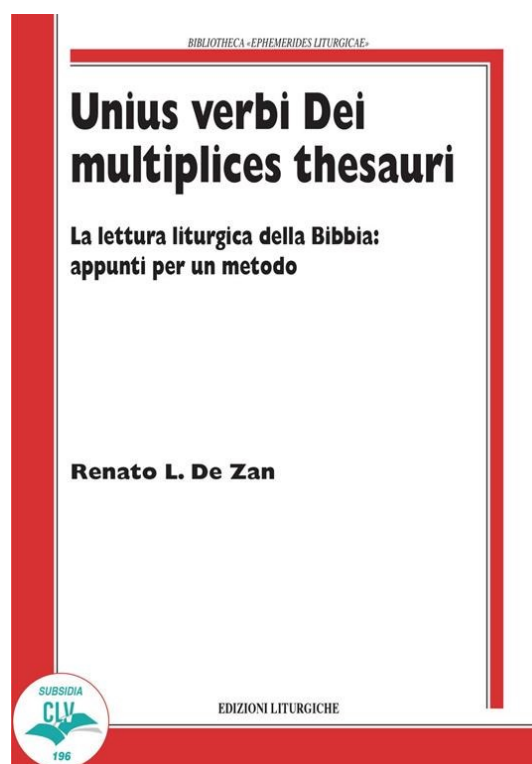 BIBLIOTHECA «EPHEMERIDES LITURGICAE»
Unius verbi Dei
multiplices thesauri
La lettura liturgica della Bibbia:
appunti per un metodo
Renato L. De Zan
SUBSIDIA
CLV
196
EDIZIONI LITURGICHE